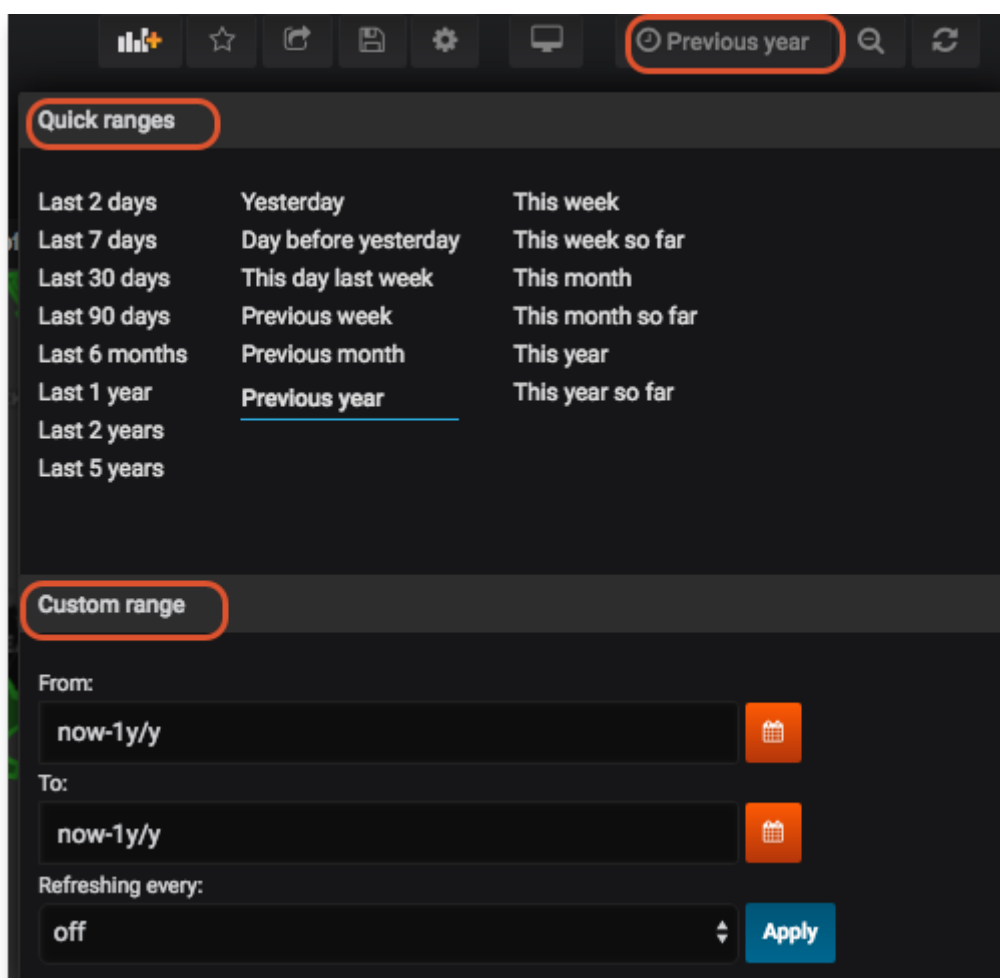 Previous year
Quick ranges
Last 2 days
Last 7 days
Last 30 days
Last 90 days
Last 6 months
Last 1 year
Last 2 years
Last 5 years
Yesterday
Day before yesterday
This day last week
Previous week
Previous month
Previous year
This week
This week so far
This month
This month so far
This year
This year so far
Custom range
From:
now-1y/y
To:
now-1y/y
Refreshing every:
off
Apply